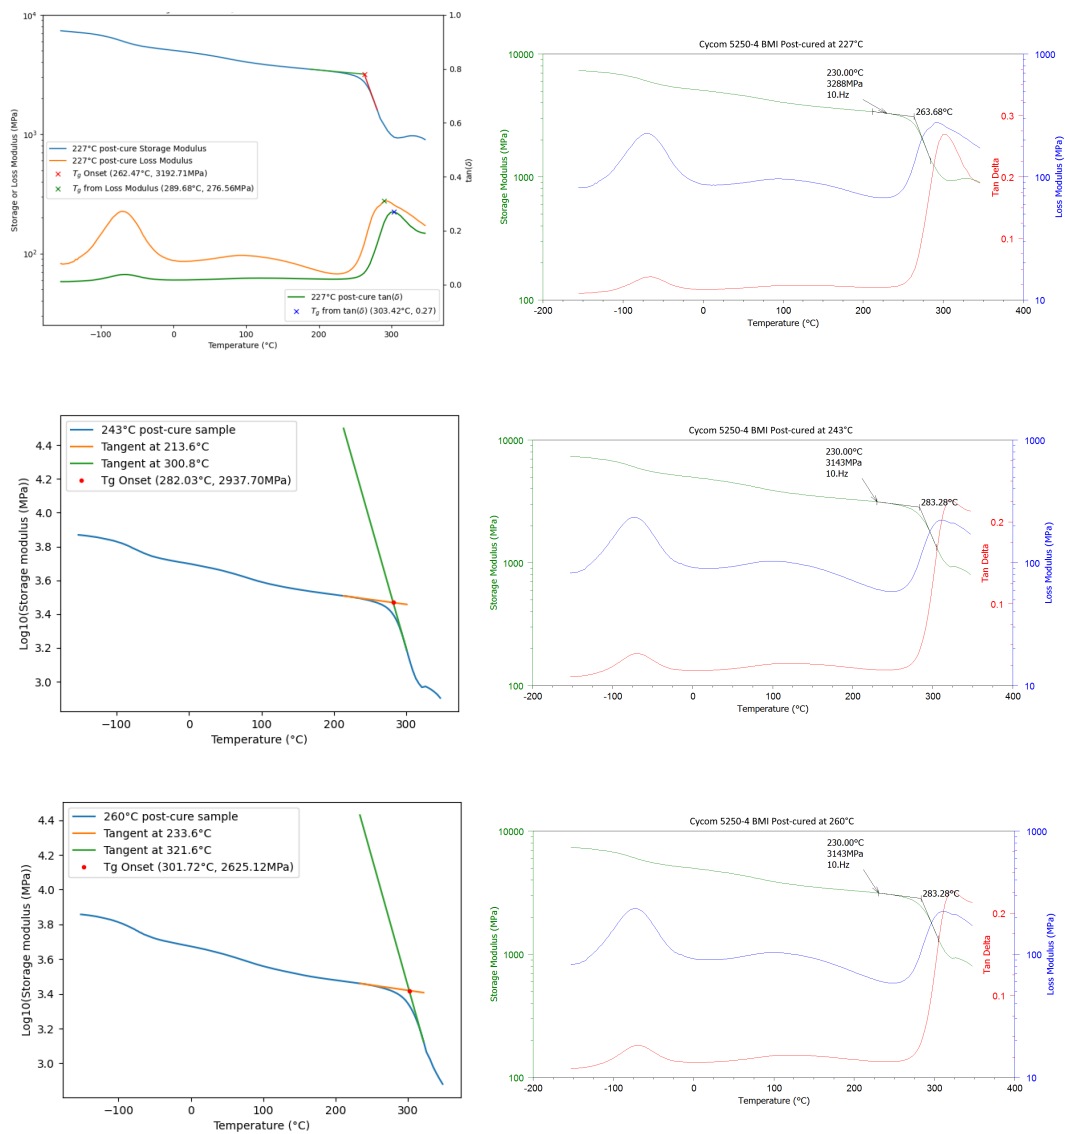 10⁴
10³
10²
Storage or Loss Modulus (MPa)
1.0
0.8
0.6
0.4
0.2
0.0
tan(δ)
227°C post-cure Storage Modulus
227°C post-cure Loss Modulus
Tg Onset (262.47°C, 3192.71MPa)
Tg from Loss Modulus (289.68°C, 276.56MPa)
227°C post-cure tan(δ)
Tg from tan(δ) (303.42°C, 0.27)
−100 0 100 200 300
Temperature (°C)
Cycom 5250-4 BMI Post-cured at 227°C
10000
1000
100
Storage Modulus (MPa)
230.00°C
3288MPa
10.Hz
263.68°C
0.3
0.2
0.1
Tan Delta
1000
100
10
Loss Modulus (MPa)
-200 -100 0 100 200 300 400
Temperature (°C)
4.4
4.2
4.0
3.8
3.6
3.4
3.2
3.0
Log10(Storage modulus (MPa))
243°C post-cure sample
Tangent at 213.6°C
Tangent at 300.8°C
Tg Onset (282.03°C, 2937.70MPa)
−100 0 100 200 300
Temperature (°C)
Cycom 5250-4 BMI Post-cured at 243°C
10000
1000
100
Storage Modulus (MPa)
230.00°C
3143MPa
10.Hz
283.28°C
0.2
0.1
Tan Delta
1000
100
10
Loss Modulus (MPa)
-200 -100 0 100 200 300 400
Temperature (°C)
4.4
4.2
4.0
3.8
3.6
3.4
3.2
3.0
Log10(Storage modulus (MPa))
260°C post-cure sample
Tangent at 233.6°C
Tangent at 321.6°C
Tg Onset (301.72°C, 2625.12MPa)
−100 0 100 200 300
Temperature (°C)
Cycom 5250-4 BMI Post-cured at 260°C
10000
1000
100
Storage Modulus (MPa)
230.00°C
3143MPa
10.Hz
283.28°C
0.2
0.1
Tan Delta
1000
100
10
Loss Modulus (MPa)
-200 -100 0 100 200 300 400
Temperature (°C)